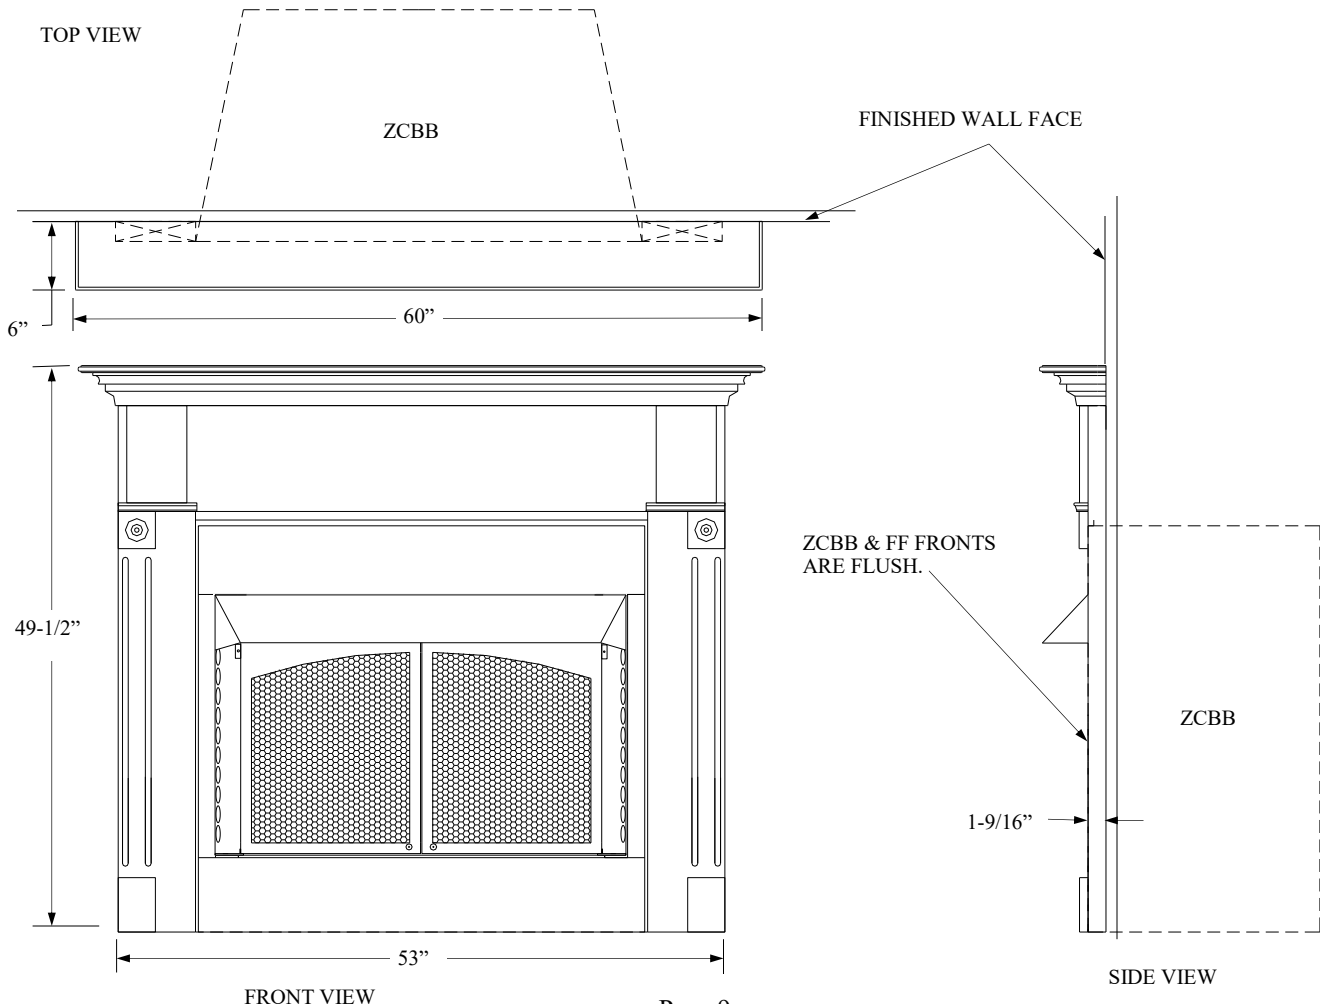 TOP VIEW
ZCBB
FINISHED WALL FACE
6”
60”
ZCBB & FF FRONTS
ARE FLUSH.
49-1/2”
ZCBB
1-9/16”
53”
SIDE VIEW
FRONT VIEW